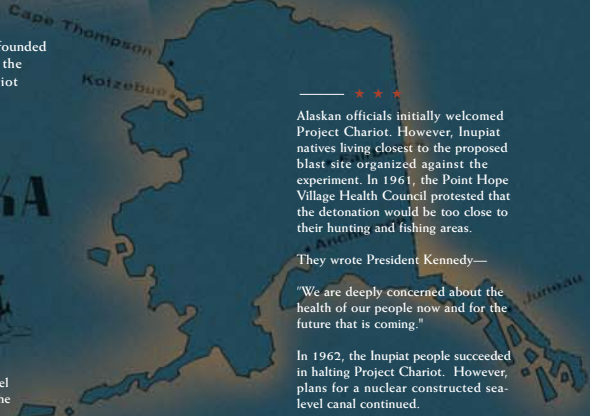 Cape Thompson
founded
the
iot
Kotzebue
KA
el
ne
Alaskan officials initially welcomed
Project Chariot. However, Inupiat
natives living closest to the proposed
blast site organized against the
experiment. In 1961, the Point Hope
Village Health Council protested that
the detonation would be too close to
their hunting and fishing areas.
They wrote President Kennedy—
"We are deeply concerned about the
health of our people now and for the
future that is coming."
In 1962, the Inupiat people succeeded
in halting Project Chariot. However,
plans for a nuclear constructed sea-
level canal continued.
Anchorage
Juneau